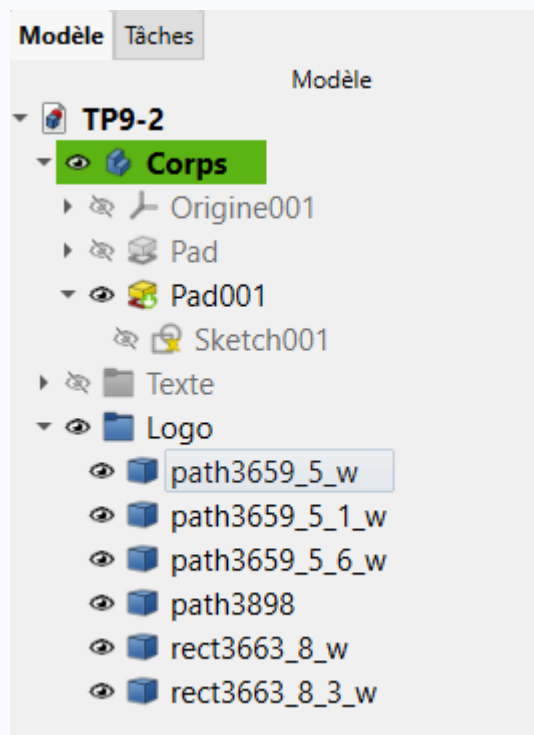 Modèle Tâches
Modèle
TP9-2
Corps
Origine001
Pad
Pad001
Sketch001
Texte
Logo
path3659_5_w
path3659_5_1_w
path3659_5_6_w
path3898
rect3663_8_w
rect3663_8_3_w